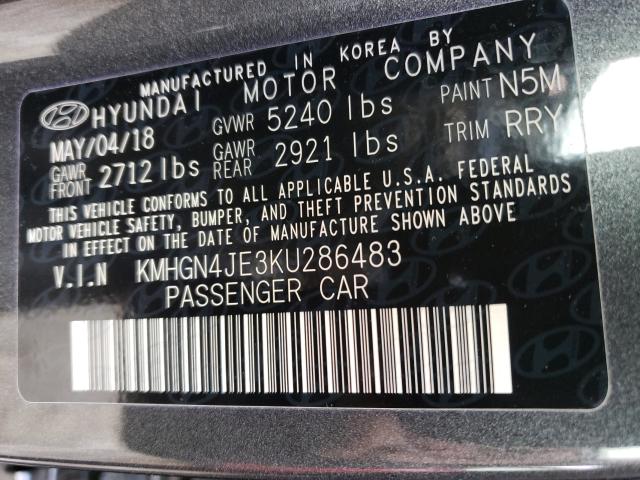 MANUFACTURED IN KOREA BY
HYUNDAI MOTOR COMPANY
MAY/04/18 GVWR 5240 lbs PAINT N5M
GAWR FRONT 2712 lbs GAWR REAR 2921 lbs TRIM RRY
THIS VEHICLE CONFORMS TO ALL APPLICABLE U.S.A. FEDERAL
MOTOR VEHICLE SAFETY, BUMPER, AND THEFT PREVENTION STANDARDS
IN EFFECT ON THE DATE OF MANUFACTURE SHOWN ABOVE
V.I.N KMHGN4JE3KU286483
PASSENGER CAR